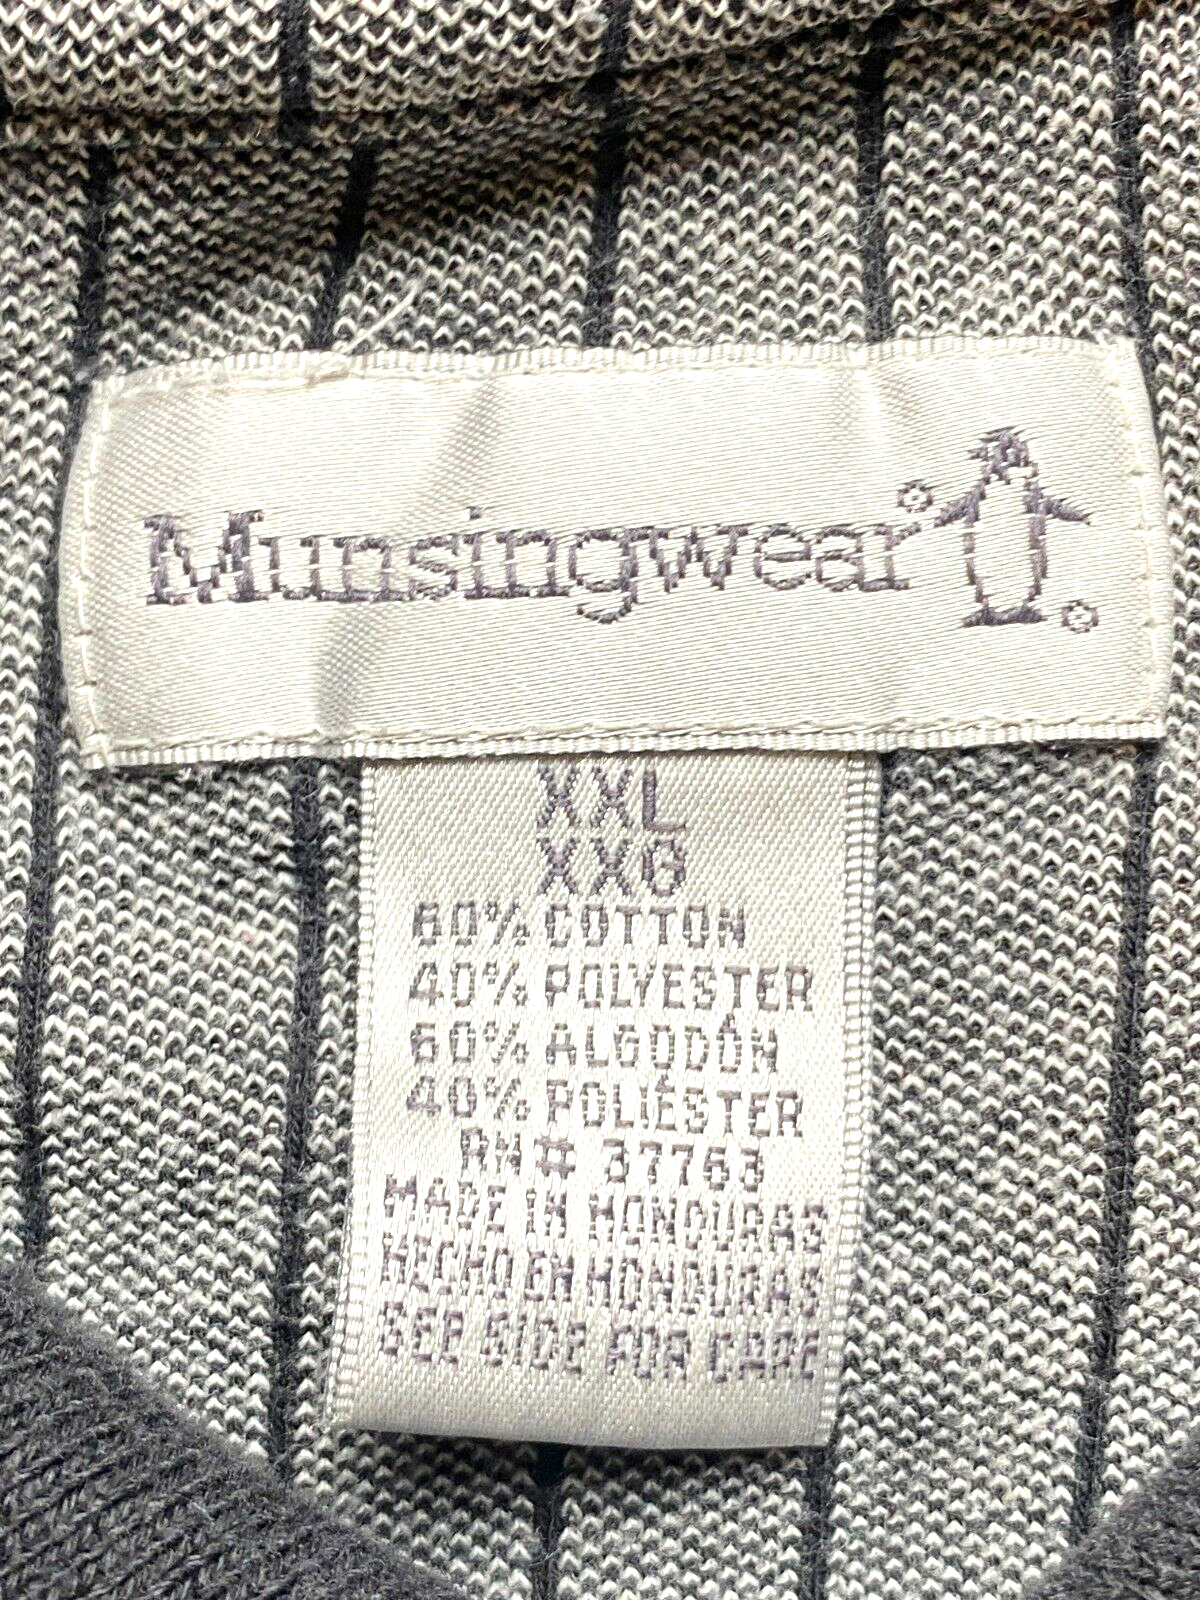 Munsingwear®
®
XXL
XXG
60% COTTON
40% POLYESTER
60% ALGODÓN
40% POLIÉSTER
RN# 37763
MADE IN HONDURAS
HECHO EN HONDURAS
SEE SIDE FOR CARE